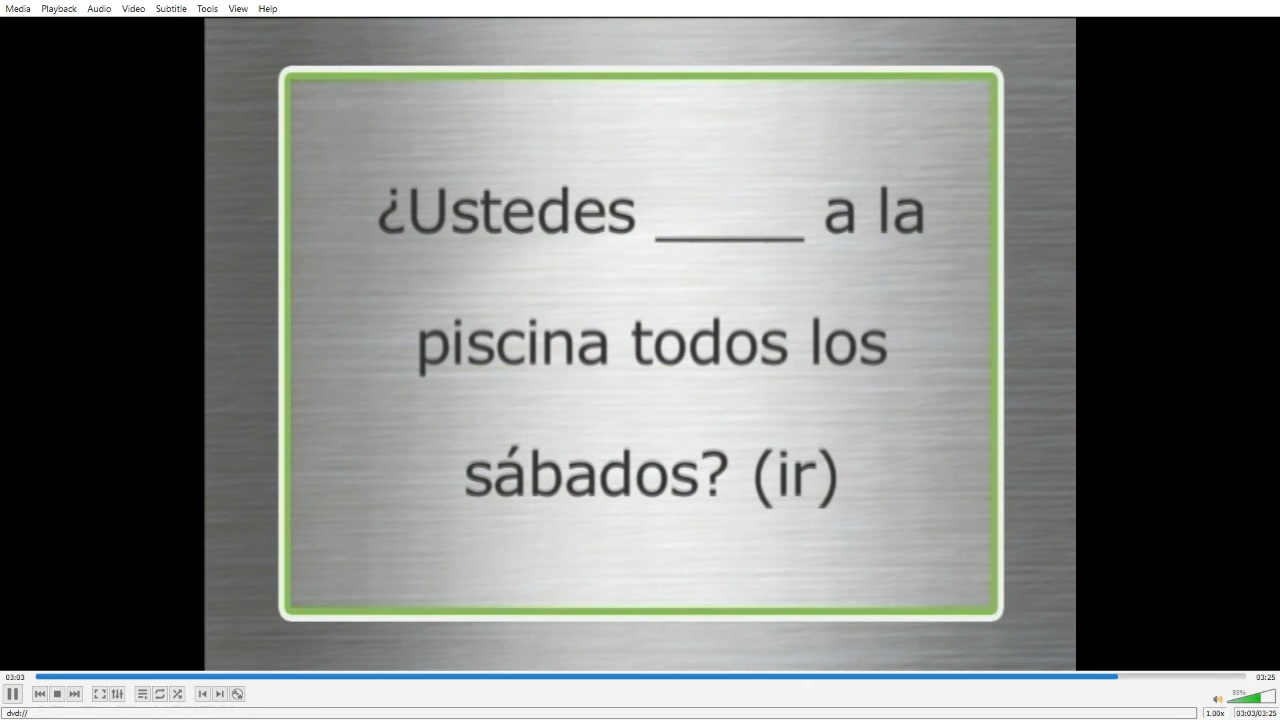 Media Playback Audio Video Subtitle Tools View Help
¿Ustedes _____ a la
piscina todos los
sábados? (ir)
03:03 03:25
83%
dvd:// 1.00x 03:03/03:25